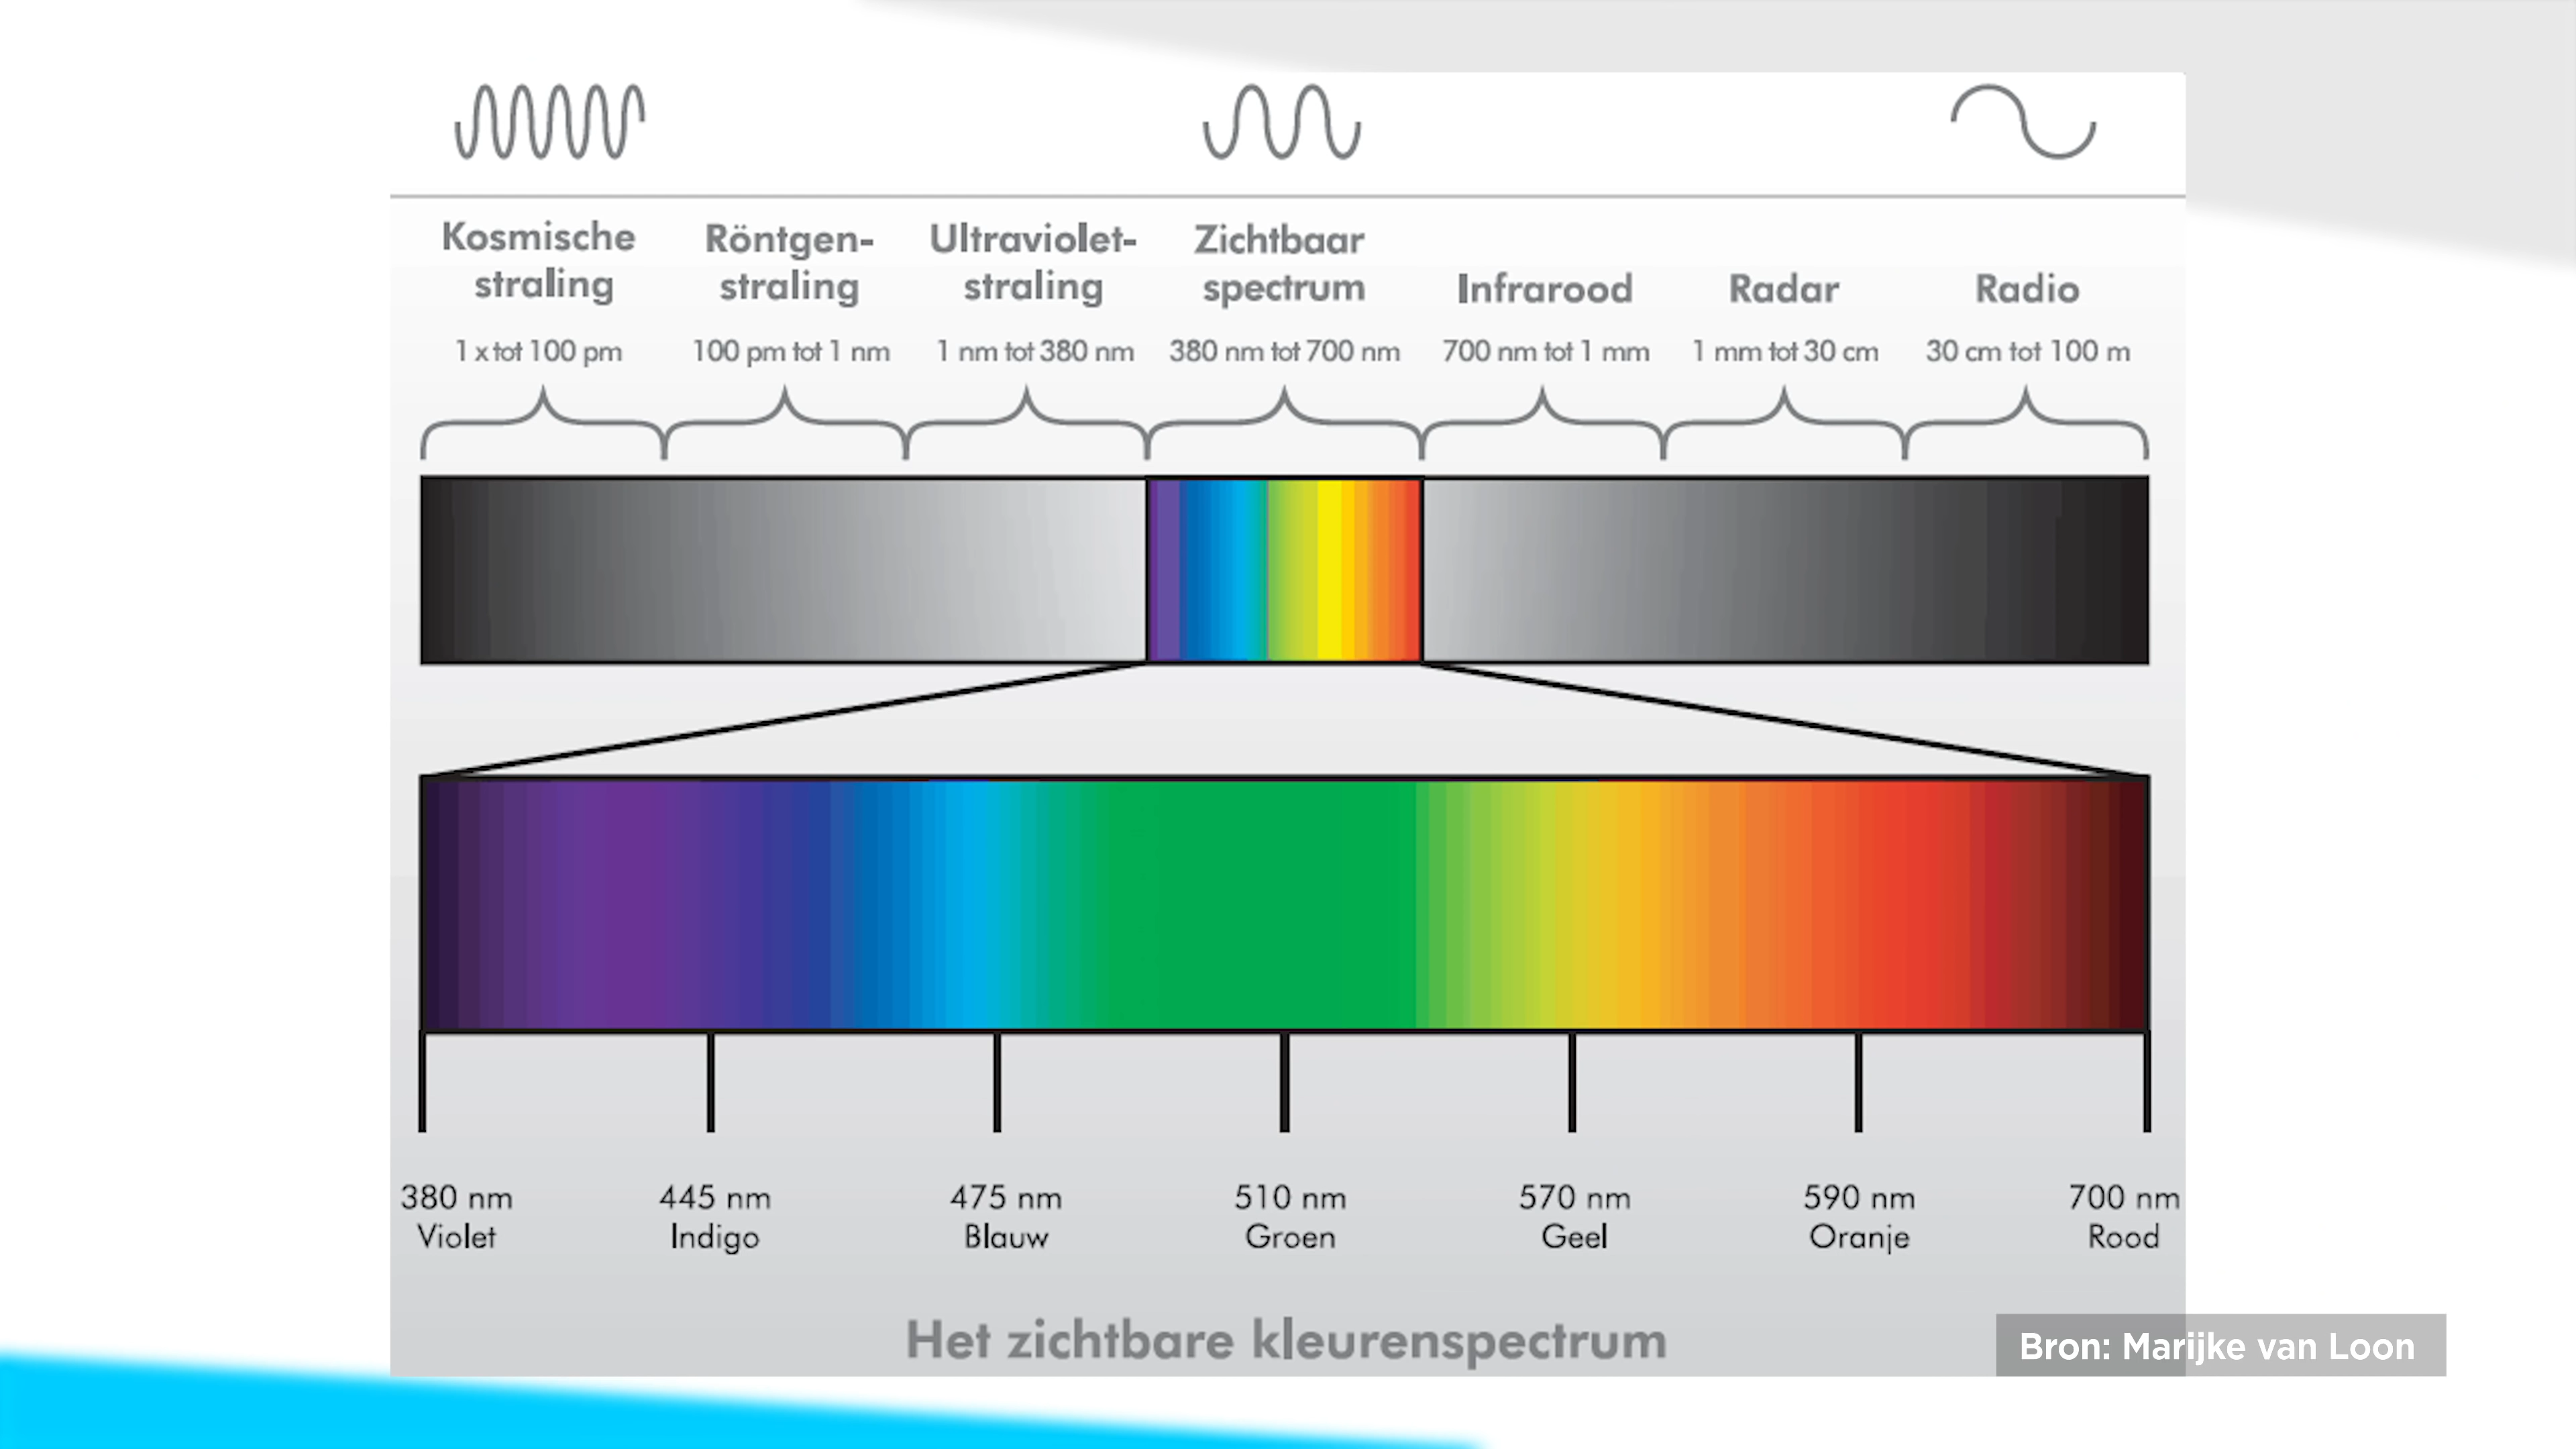 Kosmische
straling
1 x tot 100 pm
Röntgen-
straling
100 pm tot 1 nm
Ultraviolet-
straling
1 nm tot 380 nm
Zichtbaar
spectrum
380 nm tot 700 nm
Infrarood
700 nm tot 1 mm
Radar
1 mm tot 30 cm
Radio
30 cm tot 100 m
380 nm
Violet
445 nm
Indigo
475 nm
Blauw
510 nm
Groen
570 nm
Geel
590 nm
Oranje
700 nm
Rood
Het zichtbare kleurenspectrum
Bron: Marijke van Loon